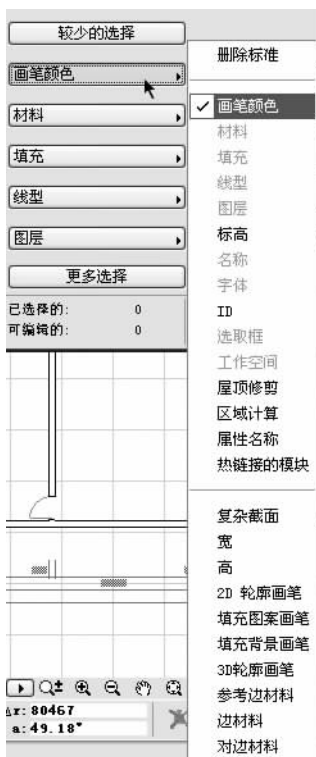 较少的选择
画笔颜色
材料
填充
线型
图层
更多选择
已选择的: 0
可编辑的: 0
删除标准
画笔颜色
材料
填充
线型
图层
标高
名称
字体
ID
选取框
工作空间
屋顶修剪
区域计算
属性名称
热链接的模块
复杂截面
宽
高
2D 轮廓画笔
填充图案画笔
填充背景画笔
3D轮廓画笔
参考边材料
边材料
对边材料
Δr: 80467
a: 49.18°